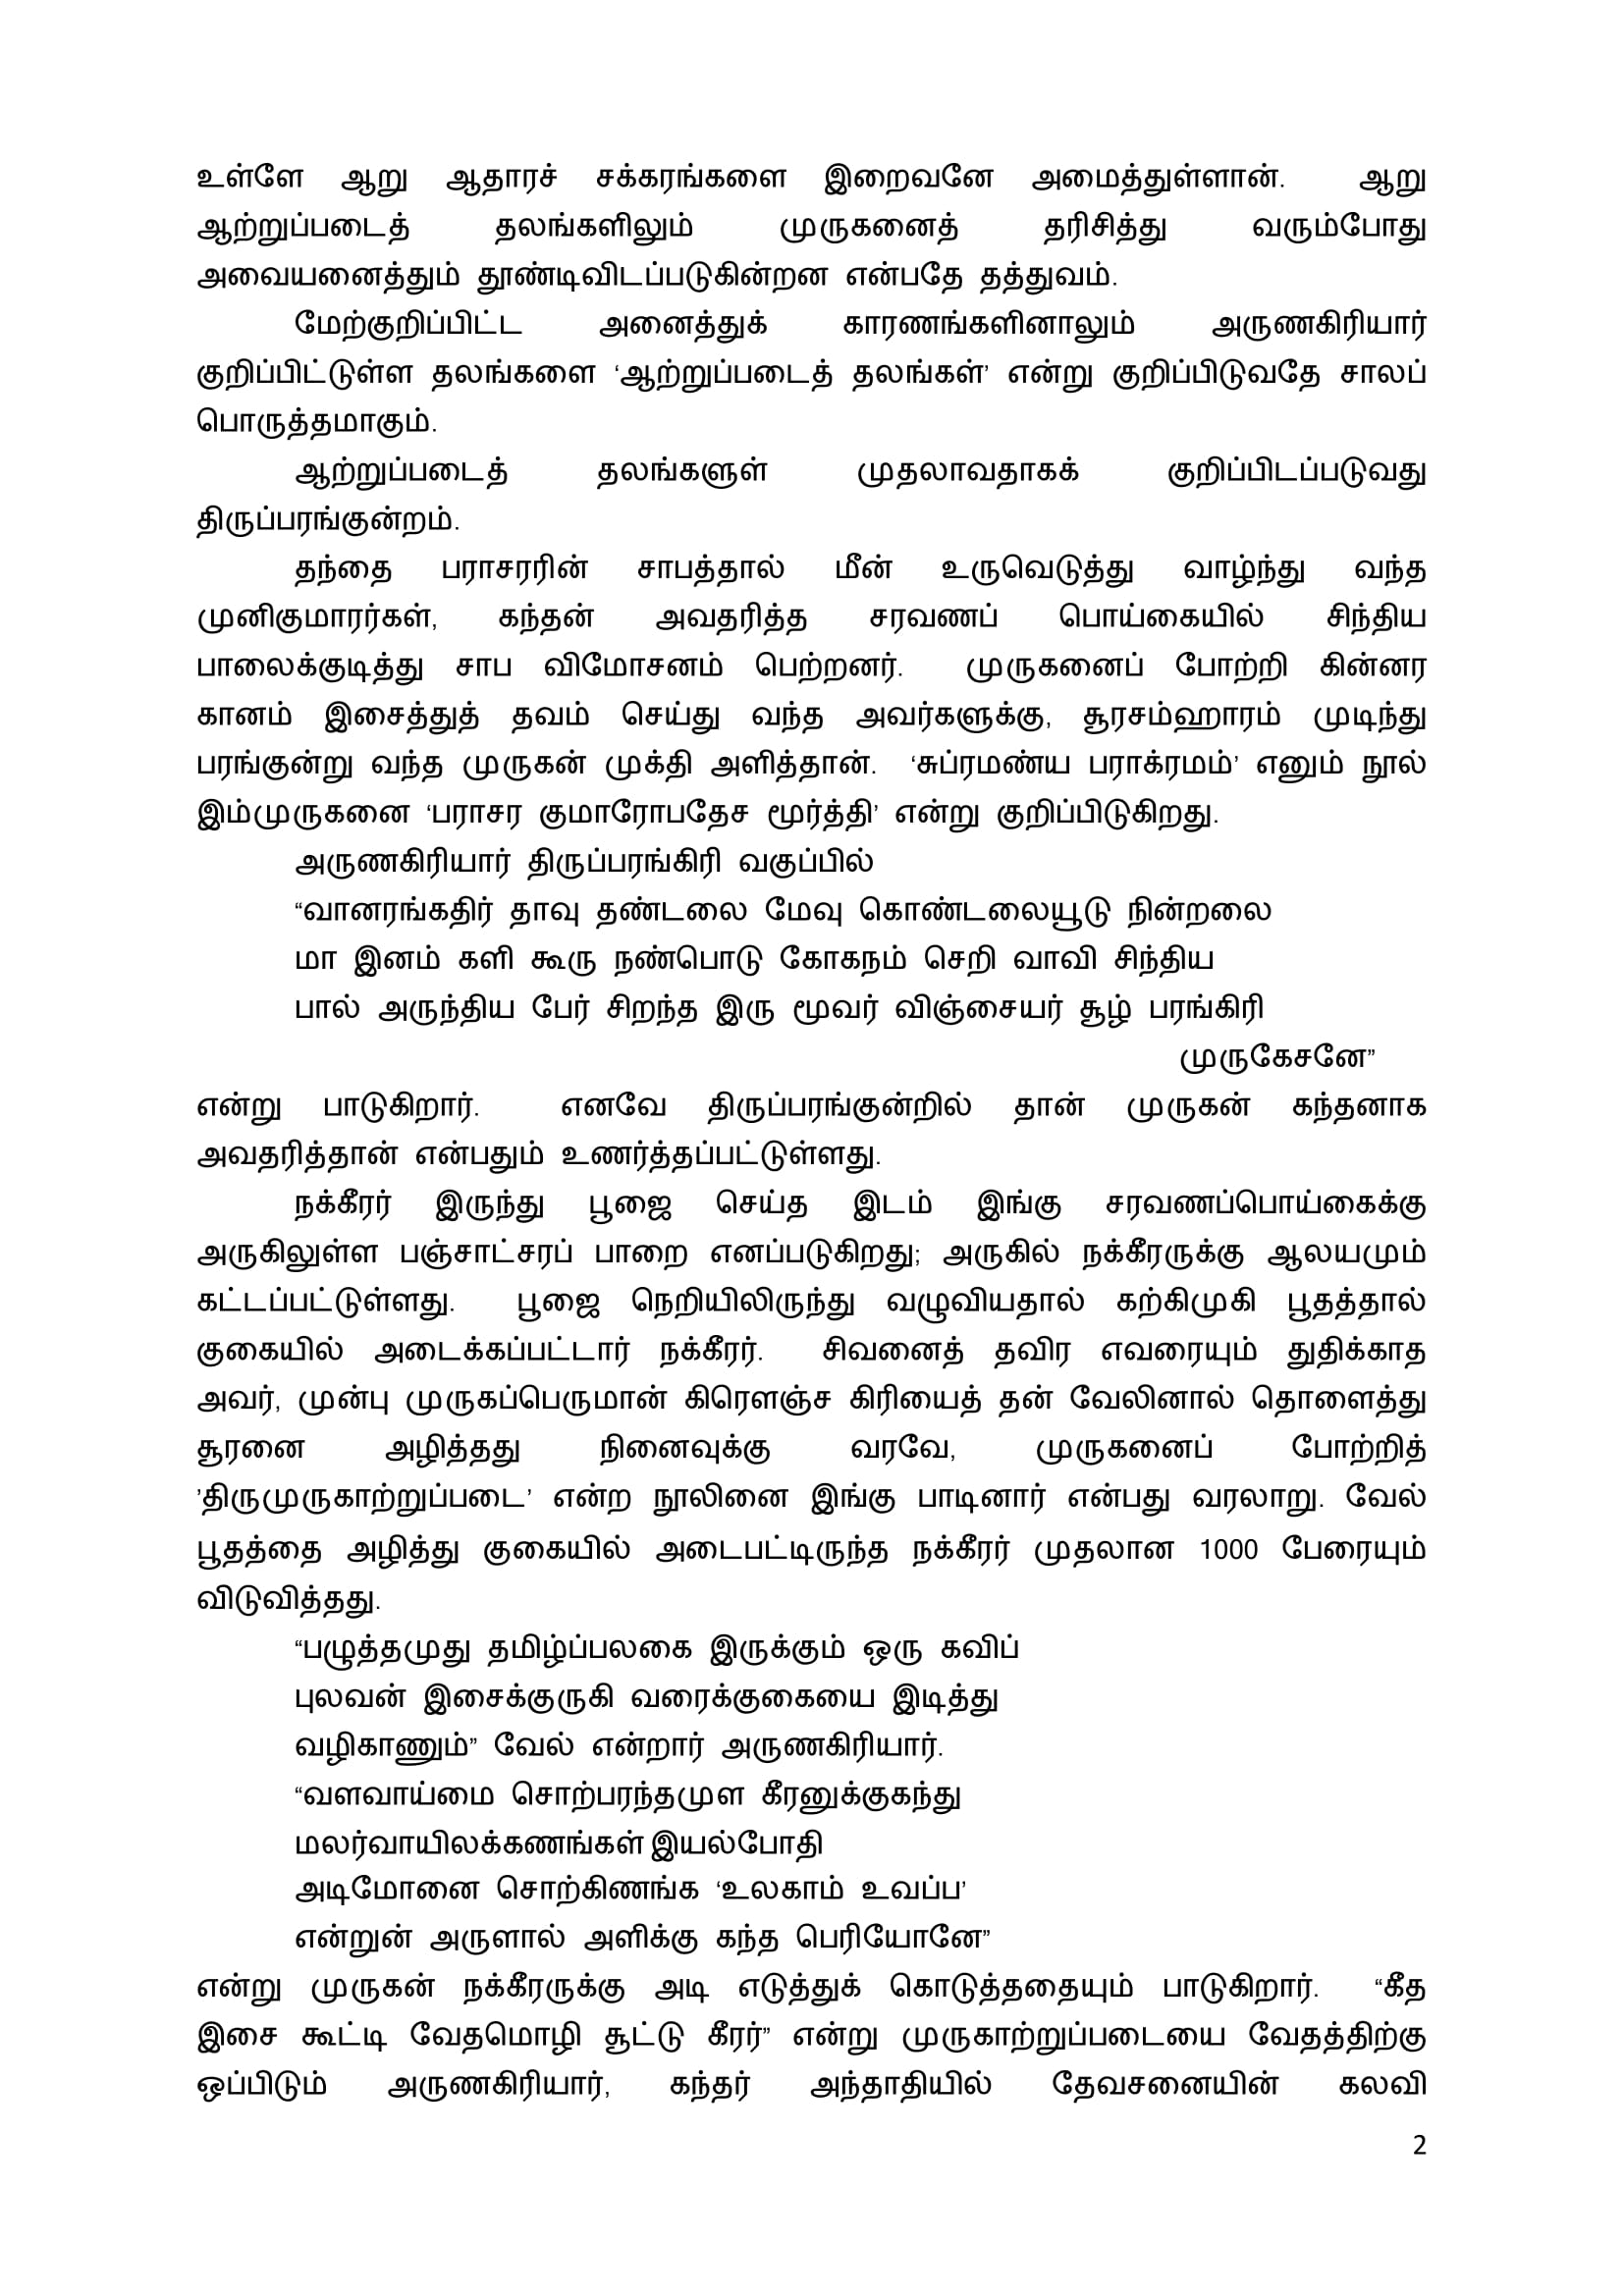 உள்ளே ஆறு ஆதாரச் சக்கரங்களை இறைவனே அமைத்துள்ளான். ஆறு
ஆற்றுப்படைத் தலங்களிலும் முருகனைத் தரிசித்து வரும்போது
அவையனைத்தும் தூண்டிவிடப்படுகின்றன என்பதே தத்துவம்.
மேற்குறிப்பிட்ட அனைத்துக் காரணங்களினாலும் அருணகிரியார்
குறிப்பிட்டுள்ள தலங்களை ‘ஆற்றுப்படைத் தலங்கள்’ என்று குறிப்பிடுவதே சாலப்
பொருத்தமாகும்.
ஆற்றுப்படைத் தலங்களுள் முதலாவதாகக் குறிப்பிடப்படுவது
திருப்பரங்குன்றம்.
தந்தை பராசரரின் சாபத்தால் மீன் உருவெடுத்து வாழ்ந்து வந்த
முனிகுமாரர்கள், கந்தன் அவதரித்த சரவணப் பொய்கையில் சிந்திய
பாலைக்குடித்து சாப விமோசனம் பெற்றனர். முருகனைப் போற்றி கின்னர
கானம் இசைத்துத் தவம் செய்து வந்த அவர்களுக்கு, சூரசம்ஹாரம் முடிந்து
பரங்குன்று வந்த முருகன் முக்தி அளித்தான். ‘சுப்ரமண்ய பராக்ரமம்’ எனும் நூல்
இம்முருகனை ‘பராசர குமாரோபதேச மூர்த்தி’ என்று குறிப்பிடுகிறது.
அருணகிரியார் திருப்பரங்கிரி வகுப்பில்
“வானரங்கதிர் தாவு தண்டலை மேவு கொண்டலையூடு நின்றலை
மா இனம் களி கூரு நண்பொடு கோகநம் செறி வாவி சிந்திய
பால் அருந்திய பேர் சிறந்த இரு மூவர் விஞ்சையர் சூழ் பரங்கிரி
முருகேசனே”
என்று பாடுகிறார். எனவே திருப்பரங்குன்றில் தான் முருகன் கந்தனாக
அவதரித்தான் என்பதும் உணர்த்தப்பட்டுள்ளது.
நக்கீரர் இருந்து பூஜை செய்த இடம் இங்கு சரவணப்பொய்கைக்கு
அருகிலுள்ள பஞ்சாட்சரப் பாறை எனப்படுகிறது; அருகில் நக்கீரருக்கு ஆலயமும்
கட்டப்பட்டுள்ளது. பூஜை நெறியிலிருந்து வழுவியதால் கற்கிமுகி பூதத்தால்
குகையில் அடைக்கப்பட்டார் நக்கீரர். சிவனைத் தவிர எவரையும் துதிக்காத
அவர், முன்பு முருகப்பெருமான் கிரௌஞ்ச கிரியைத் தன் வேலினால் தொளைத்து
சூரனை அழித்தது நினைவுக்கு வரவே, முருகனைப் போற்றித்
’திருமுருகாற்றுப்படை’ என்ற நூலினை இங்கு பாடினார் என்பது வரலாறு. வேல்
பூதத்தை அழித்து குகையில் அடைபட்டிருந்த நக்கீரர் முதலான 1000 பேரையும்
விடுவித்தது.
“பழுத்தமுது தமிழ்ப்பலகை இருக்கும் ஒரு கவிப்
புலவன் இசைக்குருகி வரைக்குகையை இடித்து
வழிகாணும்” வேல் என்றார் அருணகிரியார்.
“வளவாய்மை சொற்பரந்தமுள கீரனுக்குகந்து
மலர்வாயிலக்கணங்கள் இயல்போதி
அடிமோனை சொற்கிணங்க ‘உலகாம் உவப்ப’
என்றுன் அருளால் அளிக்கு கந்த பெரியோனே”
என்று முருகன் நக்கீரருக்கு அடி எடுத்துக் கொடுத்ததையும் பாடுகிறார். “கீத
இசை கூட்டி வேதமொழி சூட்டு கீரர்” என்று முருகாற்றுப்படையை வேதத்திற்கு
ஒப்பிடும் அருணகிரியார், கந்தர் அந்தாதியில் தேவசனையின் கலவி
2